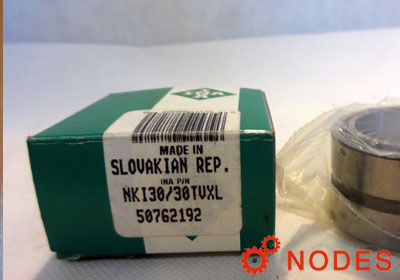 MADE IN
SLOVAKIAN REP.
INA P/N
NKI30/30TVXL
50762192
NODES